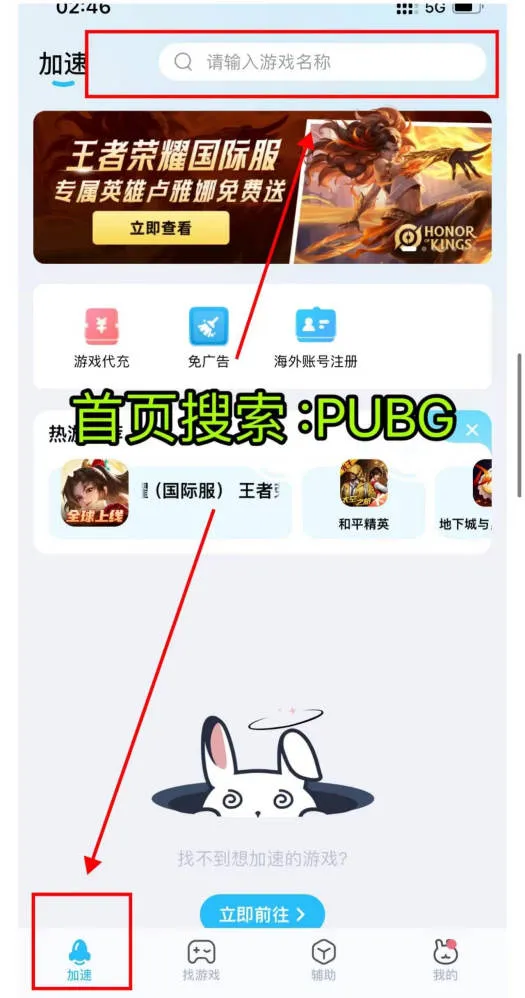 02:46
5G
加速
请输入游戏名称
王者荣耀国际服
专属英雄卢雅娜免费送
立即查看
HONOR
OF KINGS
游戏代充
免广告
海外账号注册
首页搜索:PUBG
热游
荐
全球上线
（国际服） 王者
和平精英
地下城与
找不到想加速的游戏?
立即前往
加速
找游戏
辅助
我的